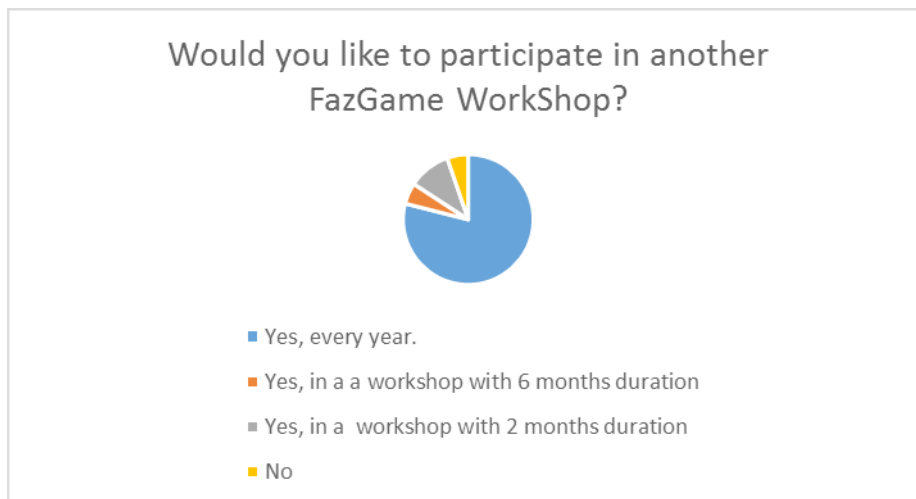 Would you like to participate in another
FazGame WorkShop?
Yes, every year.
Yes, in a a workshop with 6 months duration
Yes, in a workshop with 2 months duration
No